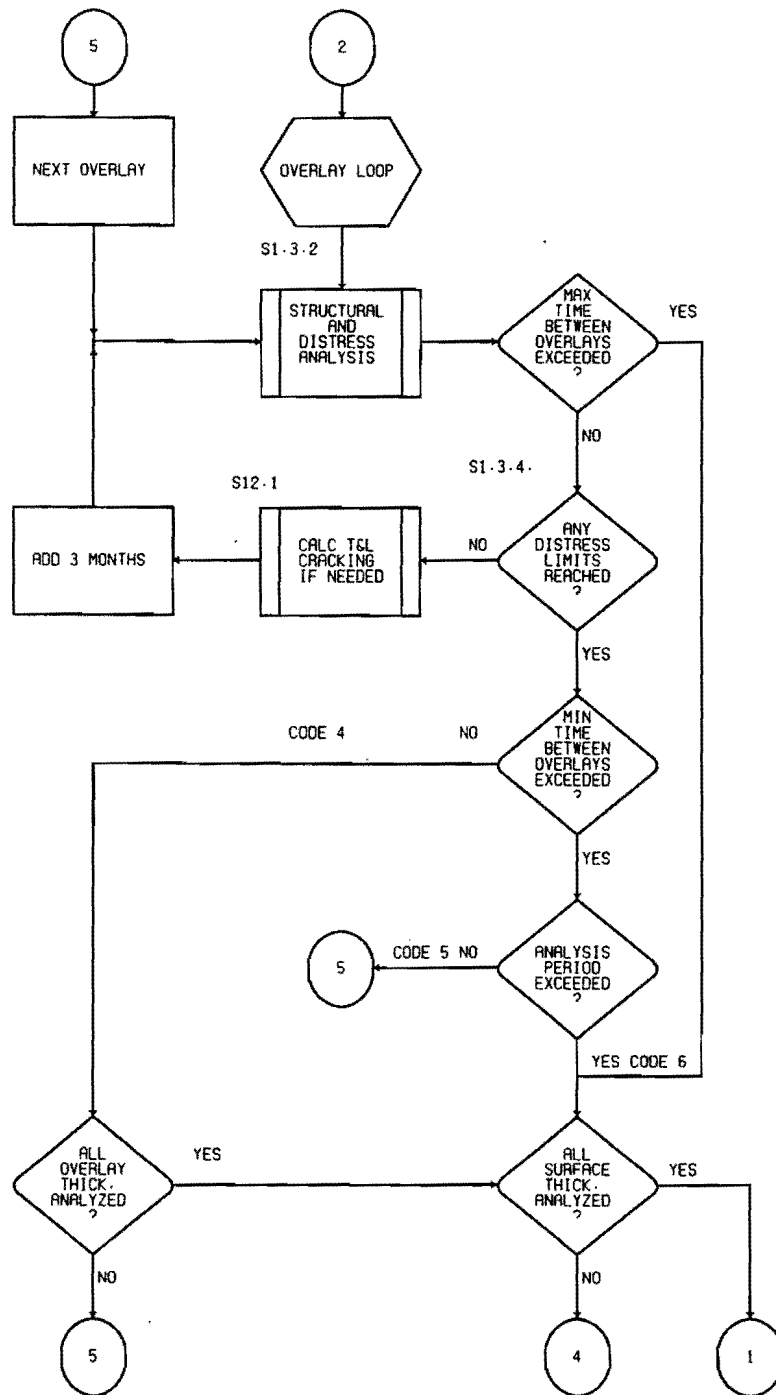 5
2
NEXT OVERLAY
OVERLAY LOOP
S1.3.2
STRUCTURAL
AND
DISTRESS
ANALYSIS
MAX
TIME
BETWEEN
OVERLAYS
EXCEEDED
?
YES
NO
S1.3.4.
S12.1
ADD 3 MONTHS
CALC T&L
CRACKING
IF NEEDED
NO
ANY
DISTRESS
LIMITS
REACHED
?
YES
CODE 4
NO
MIN
TIME
BETWEEN
OVERLAYS
EXCEEDED
?
YES
5
CODE 5 NO
ANALYSIS
PERIOD
EXCEEDED
?
YES CODE 6
ALL
OVERLAY
THICK.
ANALYZED
?
YES
ALL
SURFACE
THICK.
ANALYZED
?
YES
NO
NO
5
4
1